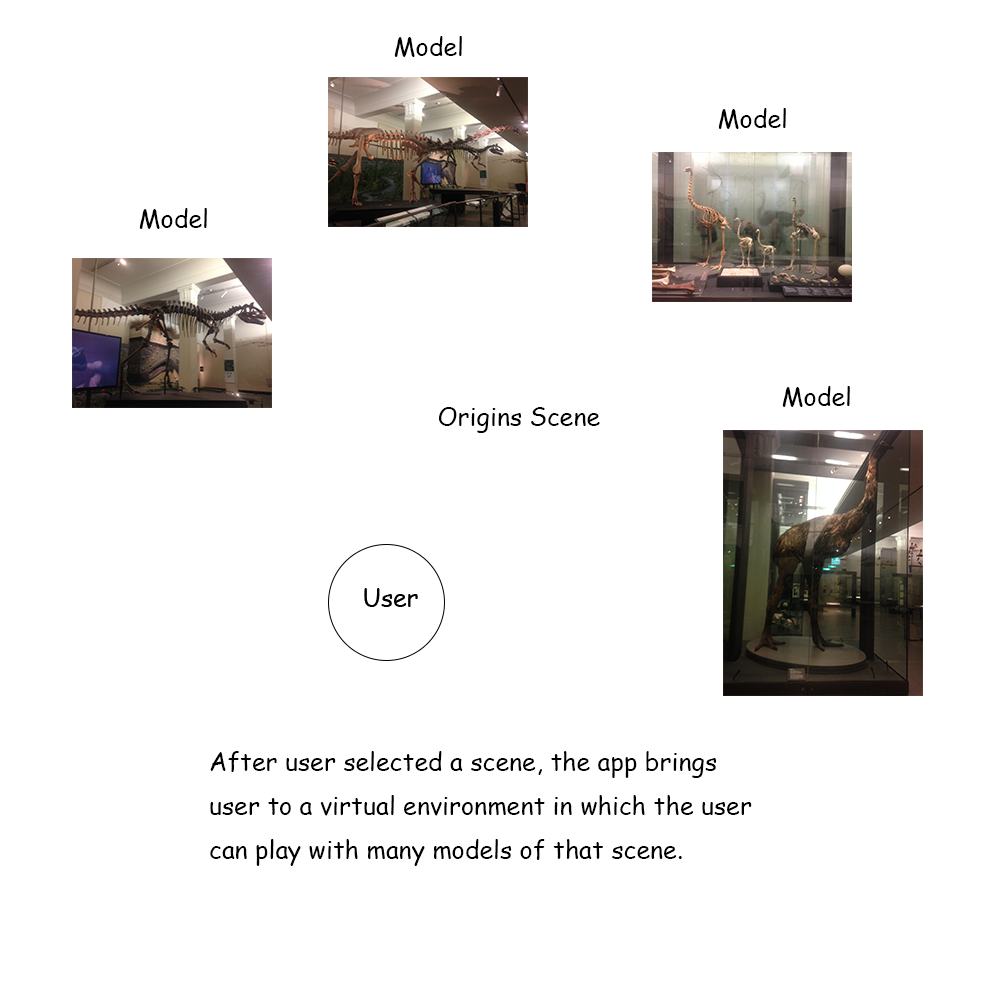 Model
Model
Model
Model
Origins Scene
User
After user selected a scene, the app brings
user to a virtual environment in which the user
can play with many models of that scene.